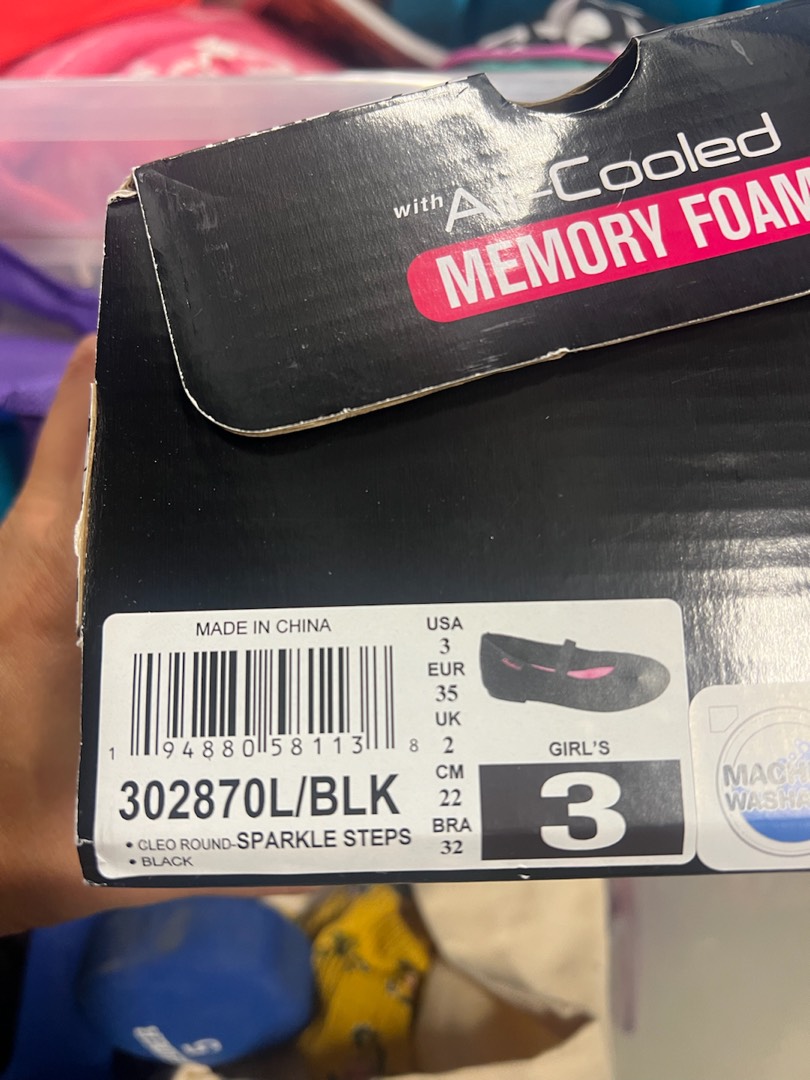 with Air-Cooled
MEMORY FOAM
MADE IN CHINA
1 94880 58113 8
302870L/BLK
• CLEO ROUND-SPARKLE STEPS
• BLACK
USA
3
EUR
35
UK
2
CM
22
BRA
32
GIRL'S
3
5